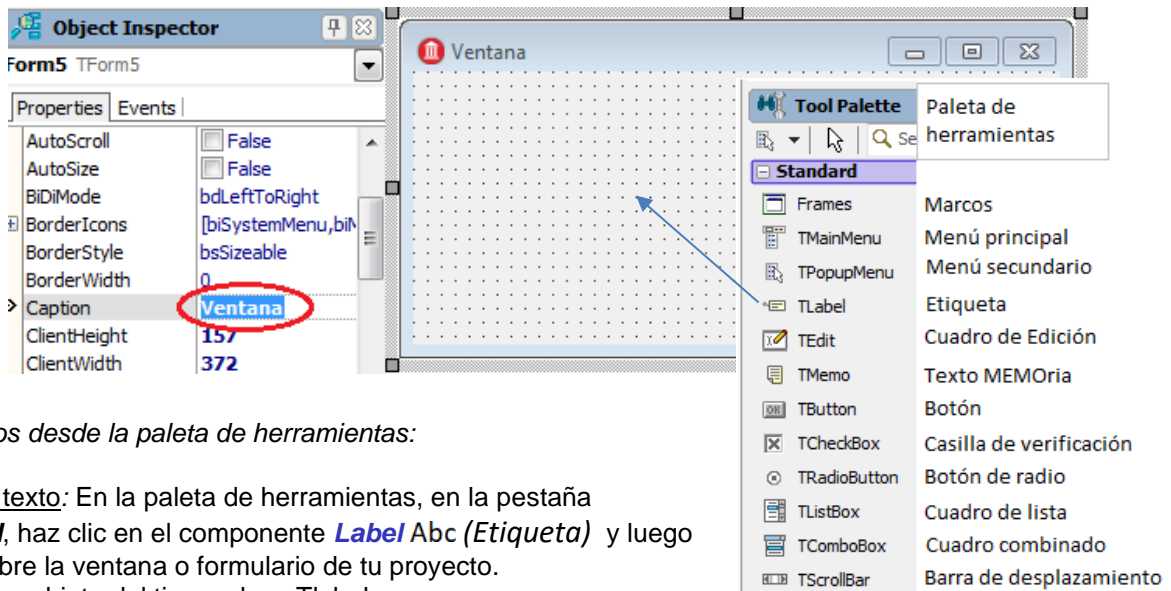 Object Inspector
Form5 TForm5
Properties Events
AutoScroll False
AutoSize False
BiDiMode bdLeftToRight
BorderIcons [biSystemMenu,biM
BorderStyle bsSizeable
BorderWidth 0
Caption Ventana
ClientHeight 157
ClientWidth 372
Ventana
Tool Palette Paleta de
herramientas
Se
Standard
Frames Marcos
TMainMenu Menú principal
TPopupMenu Menú secundario
TLabel Etiqueta
TEdit Cuadro de Edición
TMemo Texto MEMOria
TButton Botón
TCheckBox Casilla de verificación
TRadioButton Botón de radio
TListBox Cuadro de lista
TComboBox Cuadro combinado
TScrollBar Barra de desplazamiento
os desde la paleta de herramientas:
texto: En la paleta de herramientas, en la pestaña
, haz clic en el componente Label Abc (Etiqueta) y luego
bre la ventana o formulario de tu proyecto.